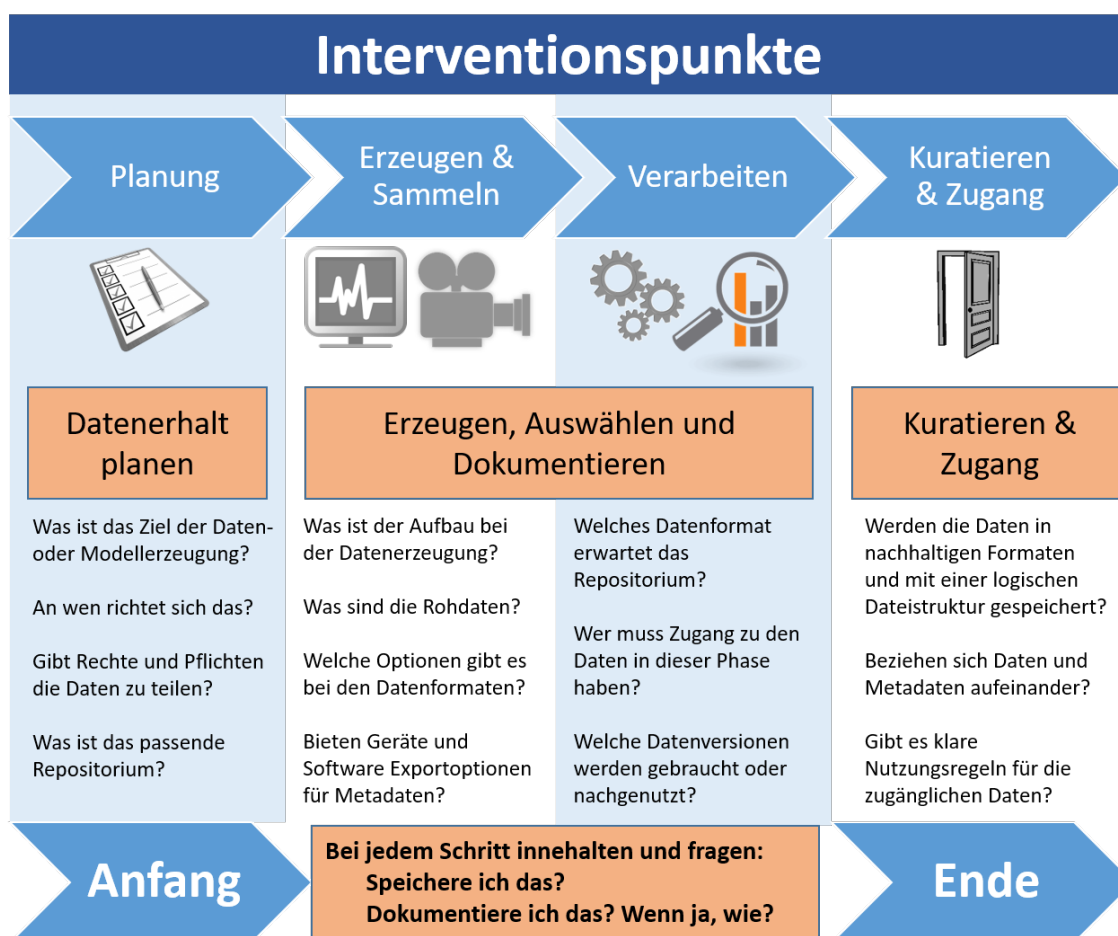 Interventionspunkte
Planung
Erzeugen &
Sammeln
Verarbeiten
Kuratieren
& Zugang
Datenerhalt
planen
Erzeugen, Auswählen und
Dokumentieren
Kuratieren &
Zugang
Was ist das Ziel der Daten-
oder Modellerzeugung?
An wen richtet sich das?
Gibt Rechte und Pflichten
die Daten zu teilen?
Was ist das passende
Repositorium?
Was ist der Aufbau bei
der Datenerzeugung?
Was sind die Rohdaten?
Welche Optionen gibt es
bei den Datenformaten?
Bieten Geräte und
Software Exportoptionen
für Metadaten?
Welches Datenformat
erwartet das
Repositorium?
Wer muss Zugang zu den
Daten in dieser Phase
haben?
Welche Datenversionen
werden gebraucht oder
nachgenutzt?
Werden die Daten in
nachhaltigen Formaten
und mit einer logischen
Dateistruktur gespeichert?
Beziehen sich Daten und
Metadaten aufeinander?
Gibt es klare
Nutzungsregeln für die
zugänglichen Daten?
Anfang
Bei jedem Schritt innehalten und fragen:
Speichere ich das?
Dokumentiere ich das? Wenn ja, wie?
Ende